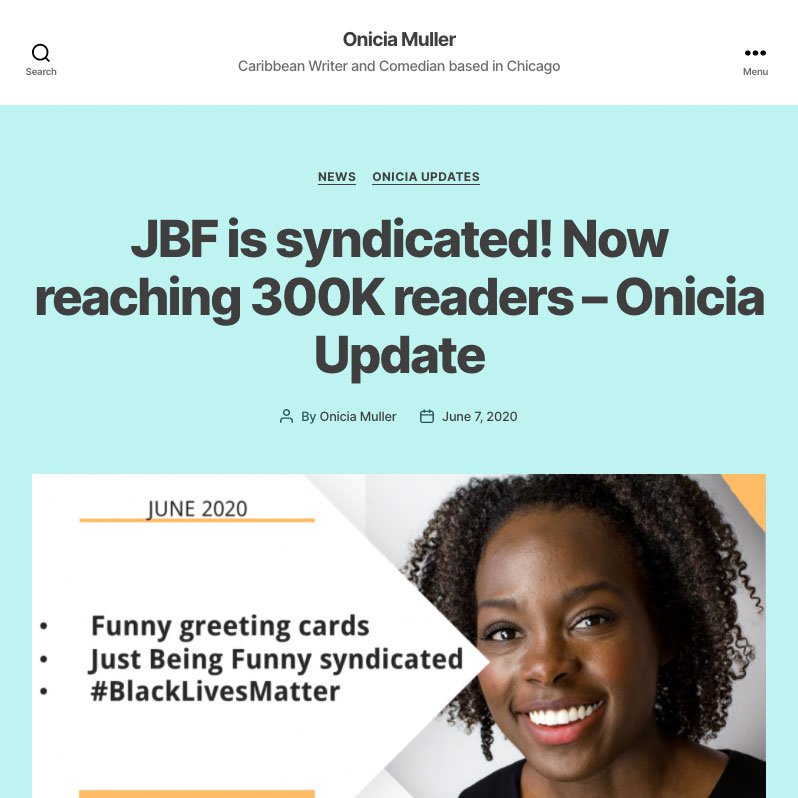 Onicia Muller
Caribbean Writer and Comedian based in Chicago
Search
Menu
NEWS ONICIA UPDATES
JBF is syndicated! Now
reaching 300K readers – Onicia
Update
By Onicia Muller June 7, 2020
JUNE 2020
• Funny greeting cards
• Just Being Funny syndicated
• #BlackLivesMatter